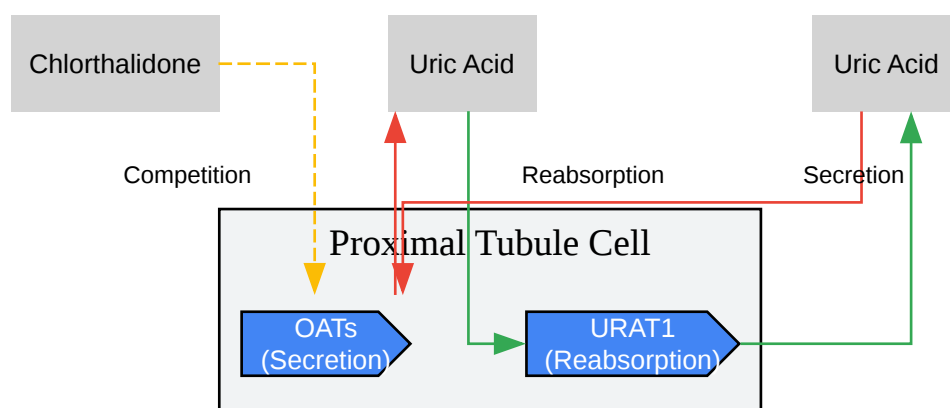 Chlorthalidone
Uric Acid
Uric Acid
Competition
Reabsorption
Secretion
Proximal Tubule Cell
OATs
(Secretion)
URAT1
(Reabsorption)